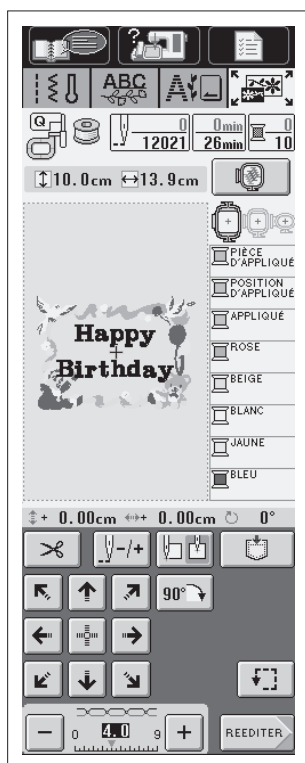 ?
ABC
A
Q
0
12021
0min
26min
0
10
10.0cm 13.9cm
PIÈCE
D'APPLIQUÉ
POSITION
D'APPLIQUÉ
APPLIQUÉ
ROSE
BEIGE
BLANC
JAUNE
BLEU
Happy
Birthday
+ 0.00cm + 0.00cm 0°
-/+
90°
- 0 4.0 9 +
REEDITER